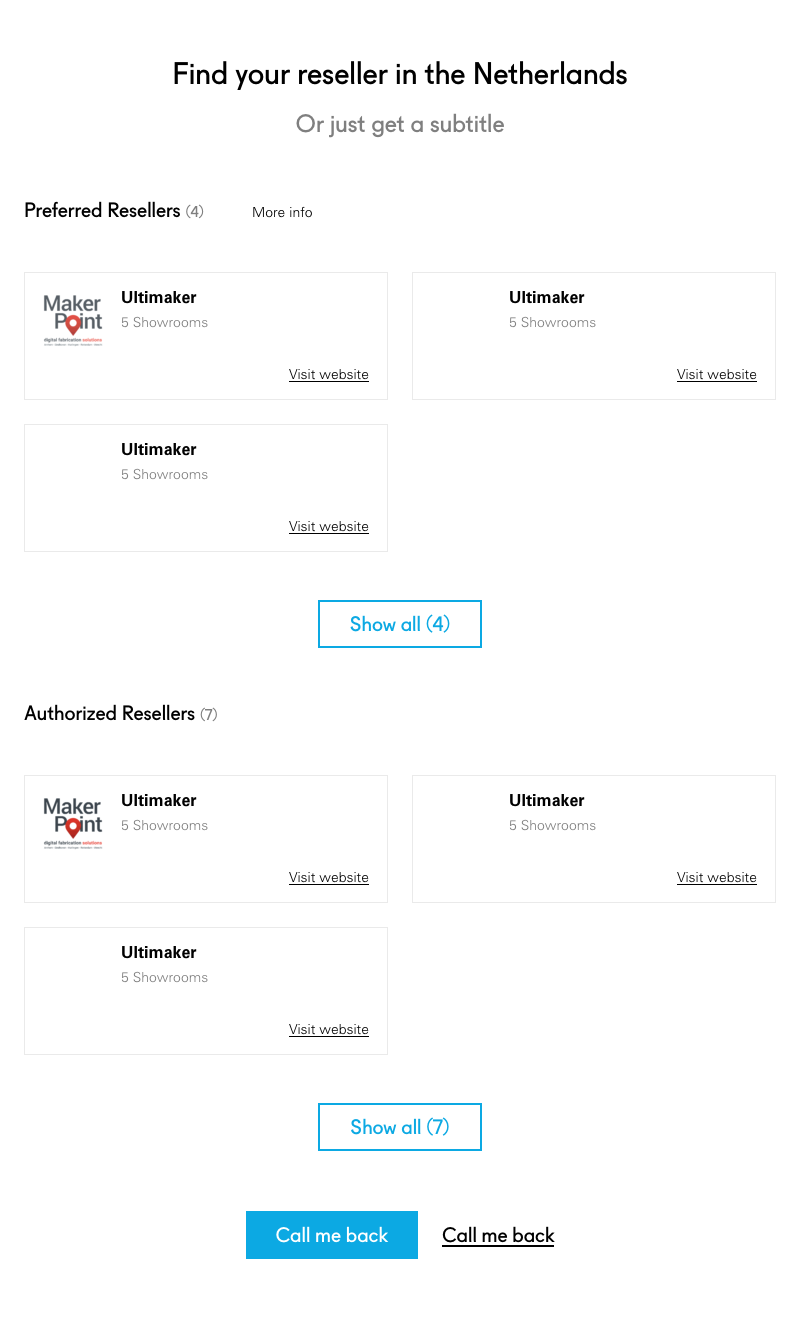 Find your reseller in the Netherlands
Or just get a subtitle
Preferred Resellers (4)
More info
Maker
Point
digital fabrication solutions
Ultimaker
5 Showrooms
Visit website
Ultimaker
5 Showrooms
Visit website
Ultimaker
5 Showrooms
Visit website
Show all (4)
Authorized Resellers (7)
Maker
Point
digital fabrication solutions
Ultimaker
5 Showrooms
Visit website
Ultimaker
5 Showrooms
Visit website
Ultimaker
5 Showrooms
Visit website
Show all (7)
Call me back
Call me back